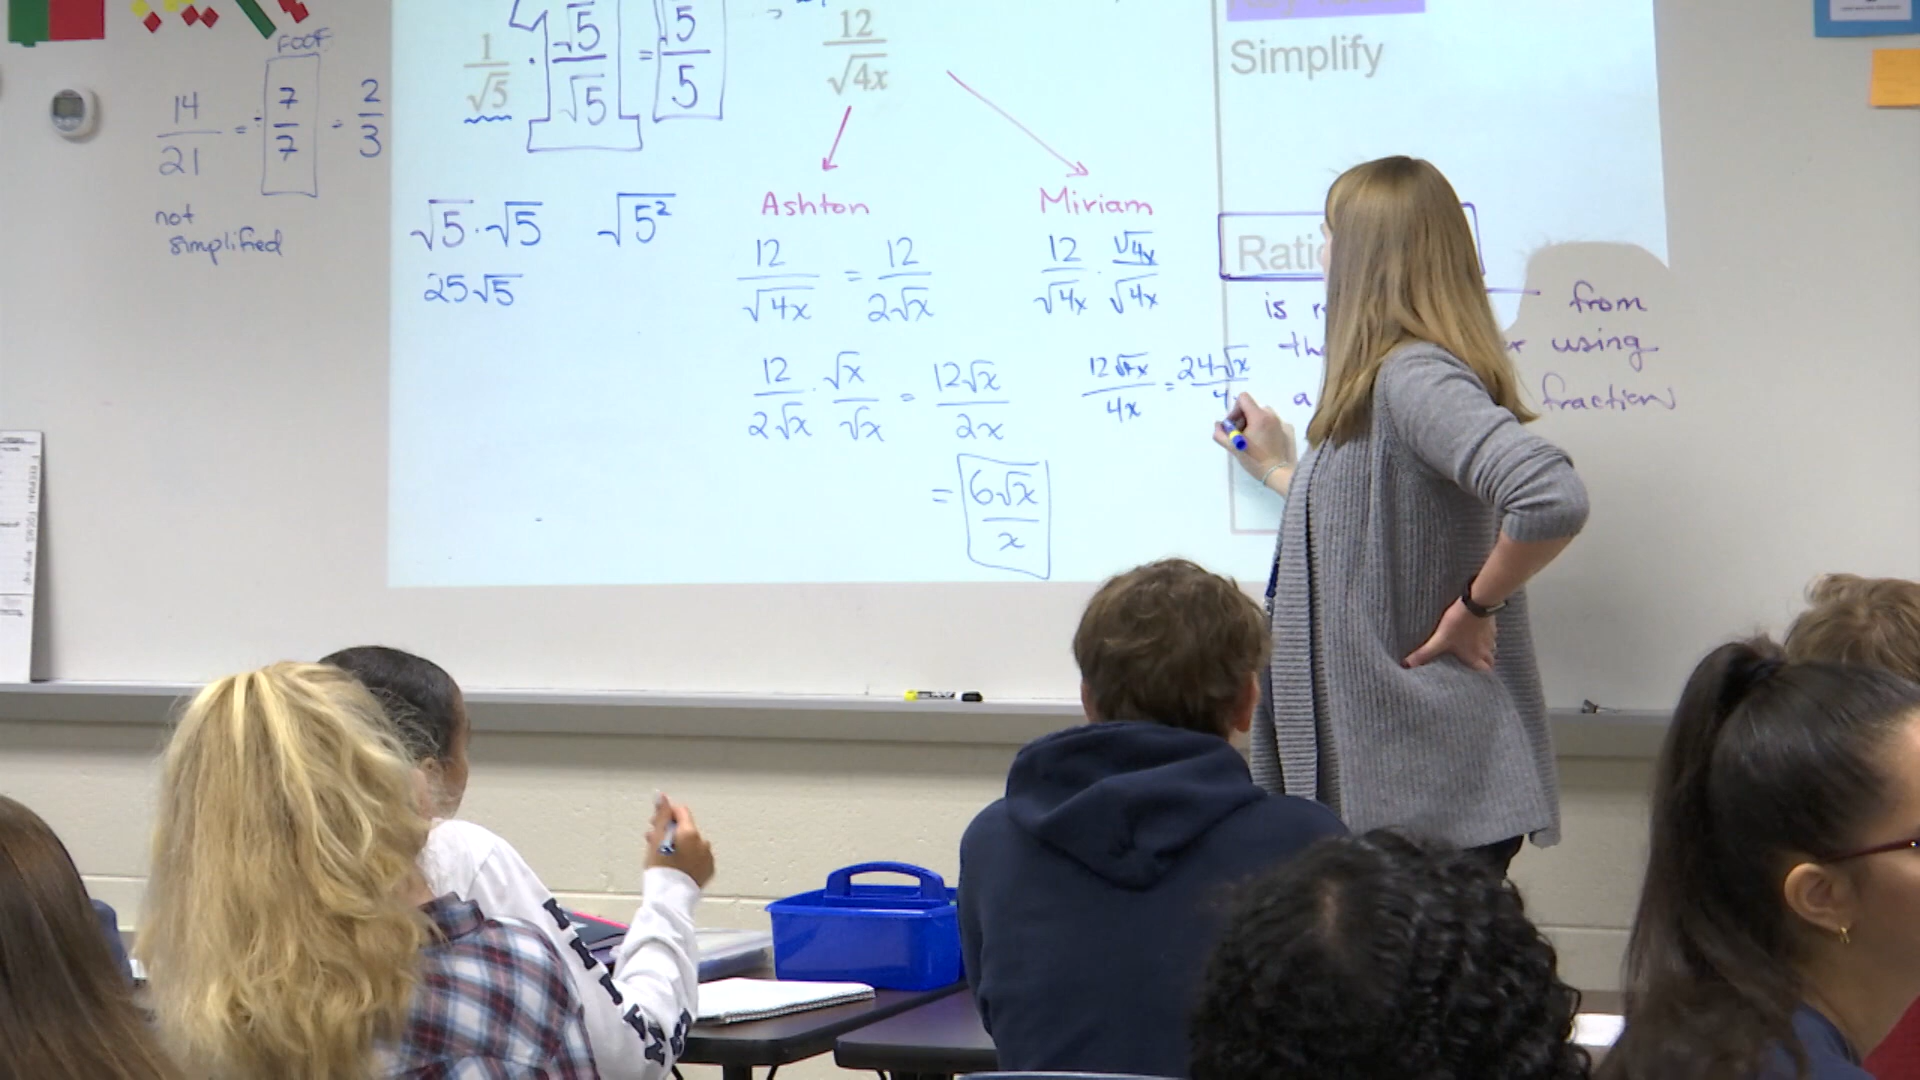 FOOF
14/21 = ÷ 7/7 = 2/3
not
simplified
1/√5 · √5/√5 = √5/5
√5 · √5
25√5
√5²
12/√4x
Ashton
12/√4x = 12/2√x
12/2√x · √x/√x = 12√x/2x
= 6√x/x
Miriam
12/√4x · √4x/√4x
12√4x/4x = 24√x/4x
Simplify
is from
using
a fraction